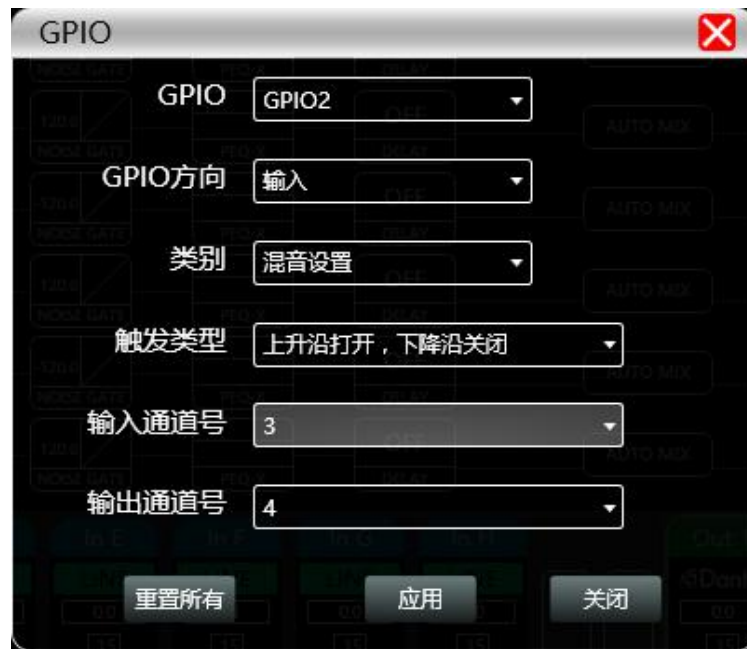 GPIO
GPIO GPIO2
GPIO方向 输入
类别 混音设置
触发类型 上升沿打开，下降沿关闭
输入通道号 3
输出通道号 4
重置所有 应用 关闭